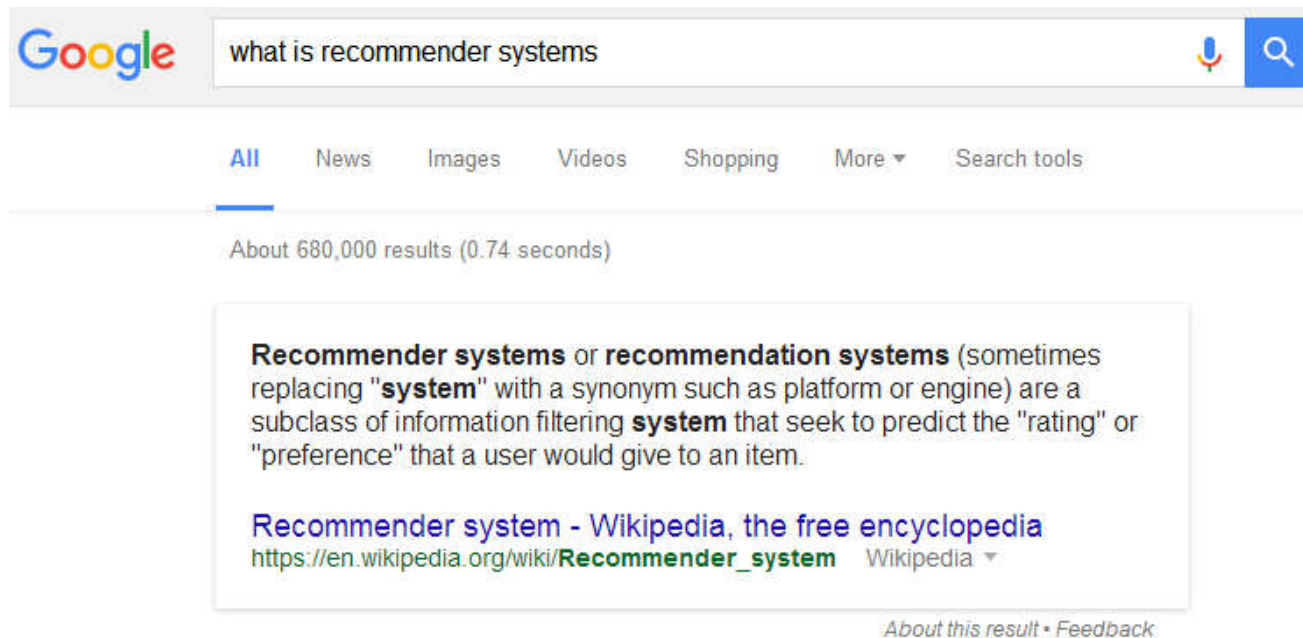 Google what is recommender systems
All News Images Videos Shopping More Search tools
About 680,000 results (0.74 seconds)
Recommender systems or recommendation systems (sometimes
replacing "system" with a synonym such as platform or engine) are a
subclass of information filtering system that seek to predict the "rating" or
"preference" that a user would give to an item.
Recommender system - Wikipedia, the free encyclopedia
https://en.wikipedia.org/wiki/Recommender_system Wikipedia
About this result • Feedback